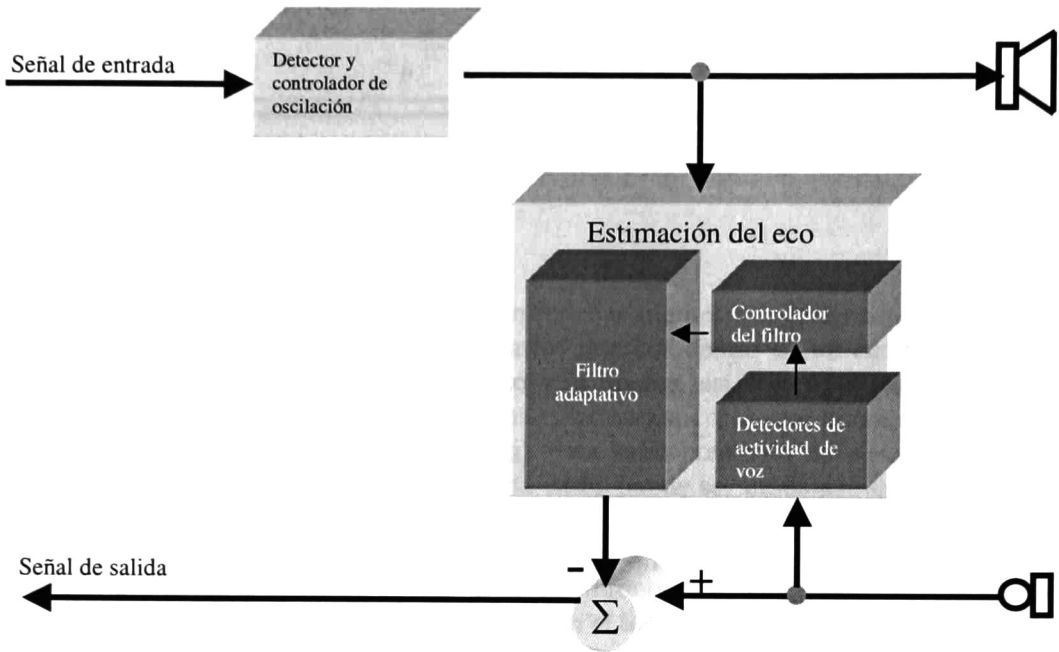 Señal de entrada
Detector y
controlador de
oscilación
Estimación del eco
Controlador
del filtro
Filtro
adaptativo
Detectores de
actividad de
voz
Señal de salida
-
+
Σ